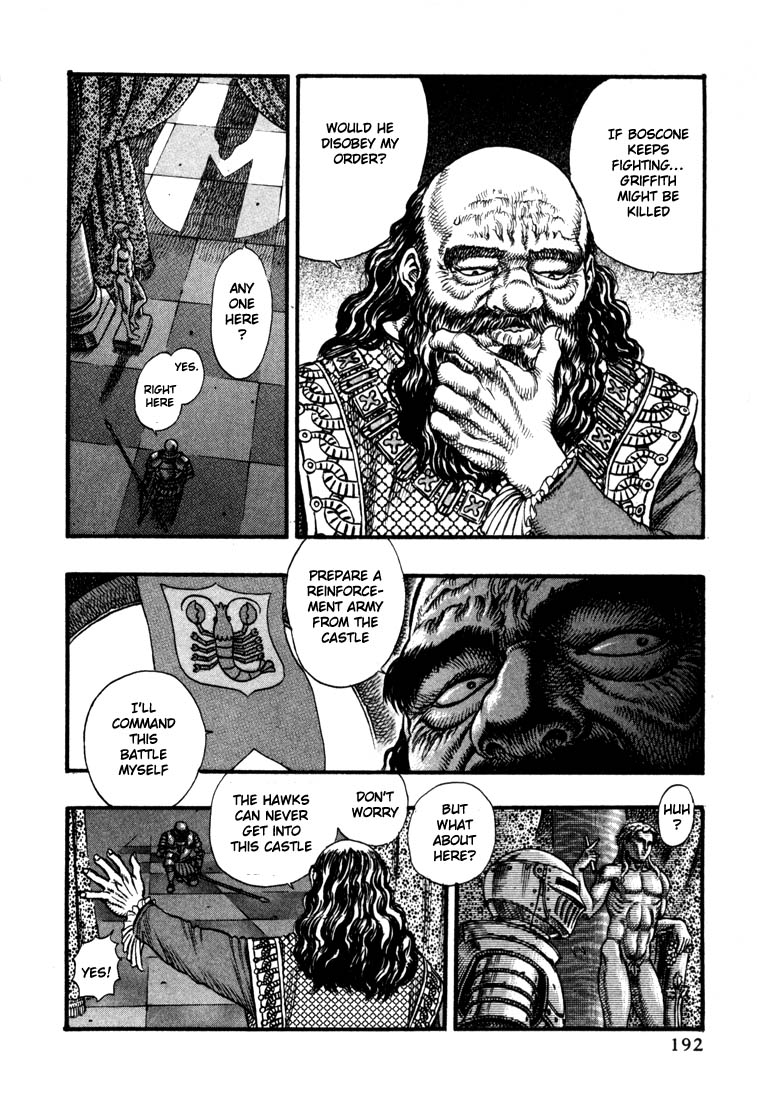 IF BOSCONE
KEEPS
FIGHTING...
GRIFFITH
MIGHT BE
KILLED
WOULD HE
DISOBEY MY
ORDER?
ANY
ONE
HERE
?
YES.
RIGHT
HERE
PREPARE A
REINFORCE-
MENT ARMY
FROM THE
CASTLE
I'LL
COMMAND
THIS
BATTLE
MYSELF
HUH
?
BUT
WHAT
ABOUT
HERE?
DON'T
WORRY
THE HAWKS
CAN NEVER
GET INTO
THIS CASTLE
YES!
192